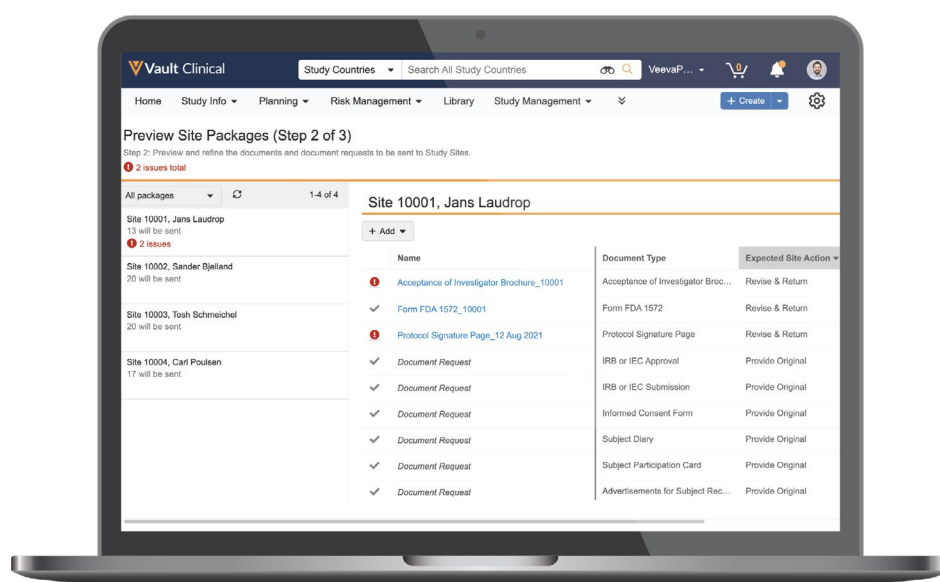 Vault Clinical
Study Countries
Search All Study Countries
VeevaP...
Home
Study Info
Planning
Risk Management
Library
Study Management
+ Create
Preview Site Packages (Step 2 of 3)
Step 2: Preview and refine the documents and document requests to be sent to Study Sites.
2 issues total
All packages
1-4 of 4
Site 10001, Jans Laudrop
13 will be sent
2 issues
Site 10002, Sander Bjelland
20 will be sent
Site 10003, Tosh Schmeichel
20 will be sent
Site 10004, Carl Poulsen
17 will be sent
Site 10001, Jans Laudrop
+ Add
Name Document Type Expected Site Action
Acceptance of Investigator Brochure_10001 Acceptance of Investigator Broc... Revise & Return
Form FDA 1572_10001 Form FDA 1572 Revise & Return
Protocol Signature Page_12 Aug 2021 Protocol Signature Page Revise & Return
Document Request IRB or IEC Approval Provide Original
Document Request IRB or IEC Submission Provide Original
Document Request Informed Consent Form Provide Original
Document Request Subject Diary Provide Original
Document Request Subject Participation Card Provide Original
Document Request Advertisements for Subject Rec... Provide Original